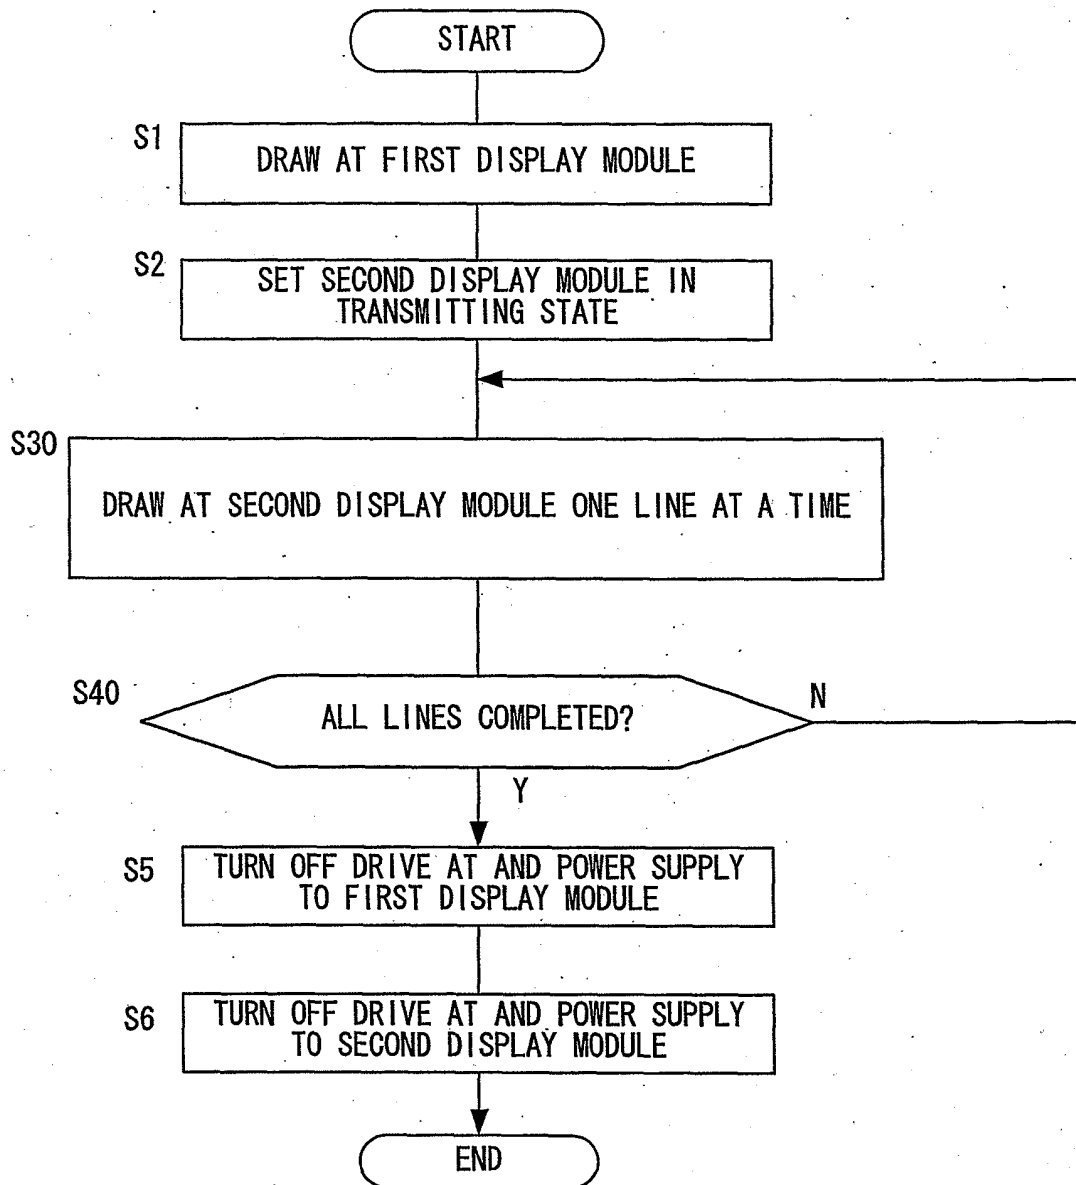 START
S1
DRAW AT FIRST DISPLAY MODULE
S2
SET SECOND DISPLAY MODULE IN
TRANSMITTING STATE
S30
DRAW AT SECOND DISPLAY MODULE ONE LINE AT A TIME
S40
ALL LINES COMPLETED?
N
Y
S5
TURN OFF DRIVE AT AND POWER SUPPLY
TO FIRST DISPLAY MODULE
S6
TURN OFF DRIVE AT AND POWER SUPPLY
TO SECOND DISPLAY MODULE
END